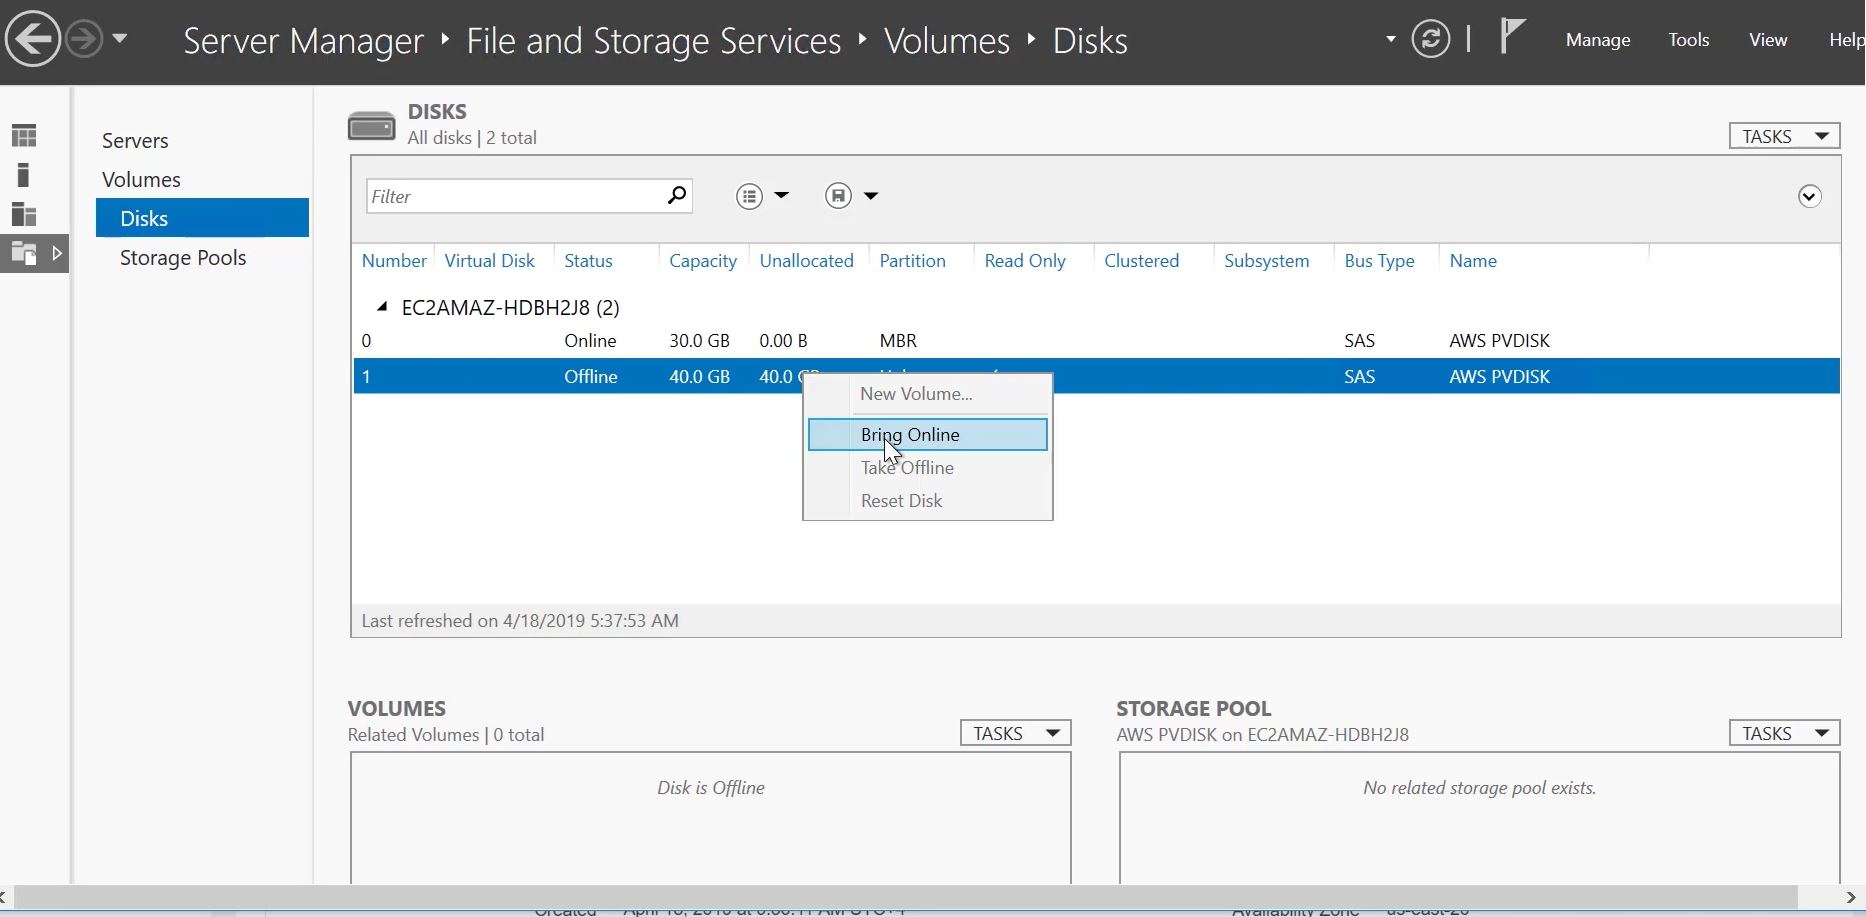 Server Manager ‣ File and Storage Services ‣ Volumes ‣ Disks
Manage Tools View Help
Servers
Volumes
Disks
Storage Pools
DISKS
All disks | 2 total
TASKS
Filter
Number Virtual Disk Status Capacity Unallocated Partition Read Only Clustered Subsystem Bus Type Name
EC2AMAZ-HDBH2J8 (2)
0 Online 30.0 GB 0.00 B MBR SAS AWS PVDISK
1 Offline 40.0 GB 40.0 SAS AWS PVDISK
New Volume...
Bring Online
Take Offline
Reset Disk
Last refreshed on 4/18/2019 5:37:53 AM
VOLUMES
Related Volumes | 0 total
TASKS
Disk is Offline
STORAGE POOL
AWS PVDISK on EC2AMAZ-HDBH2J8
TASKS
No related storage pool exists.